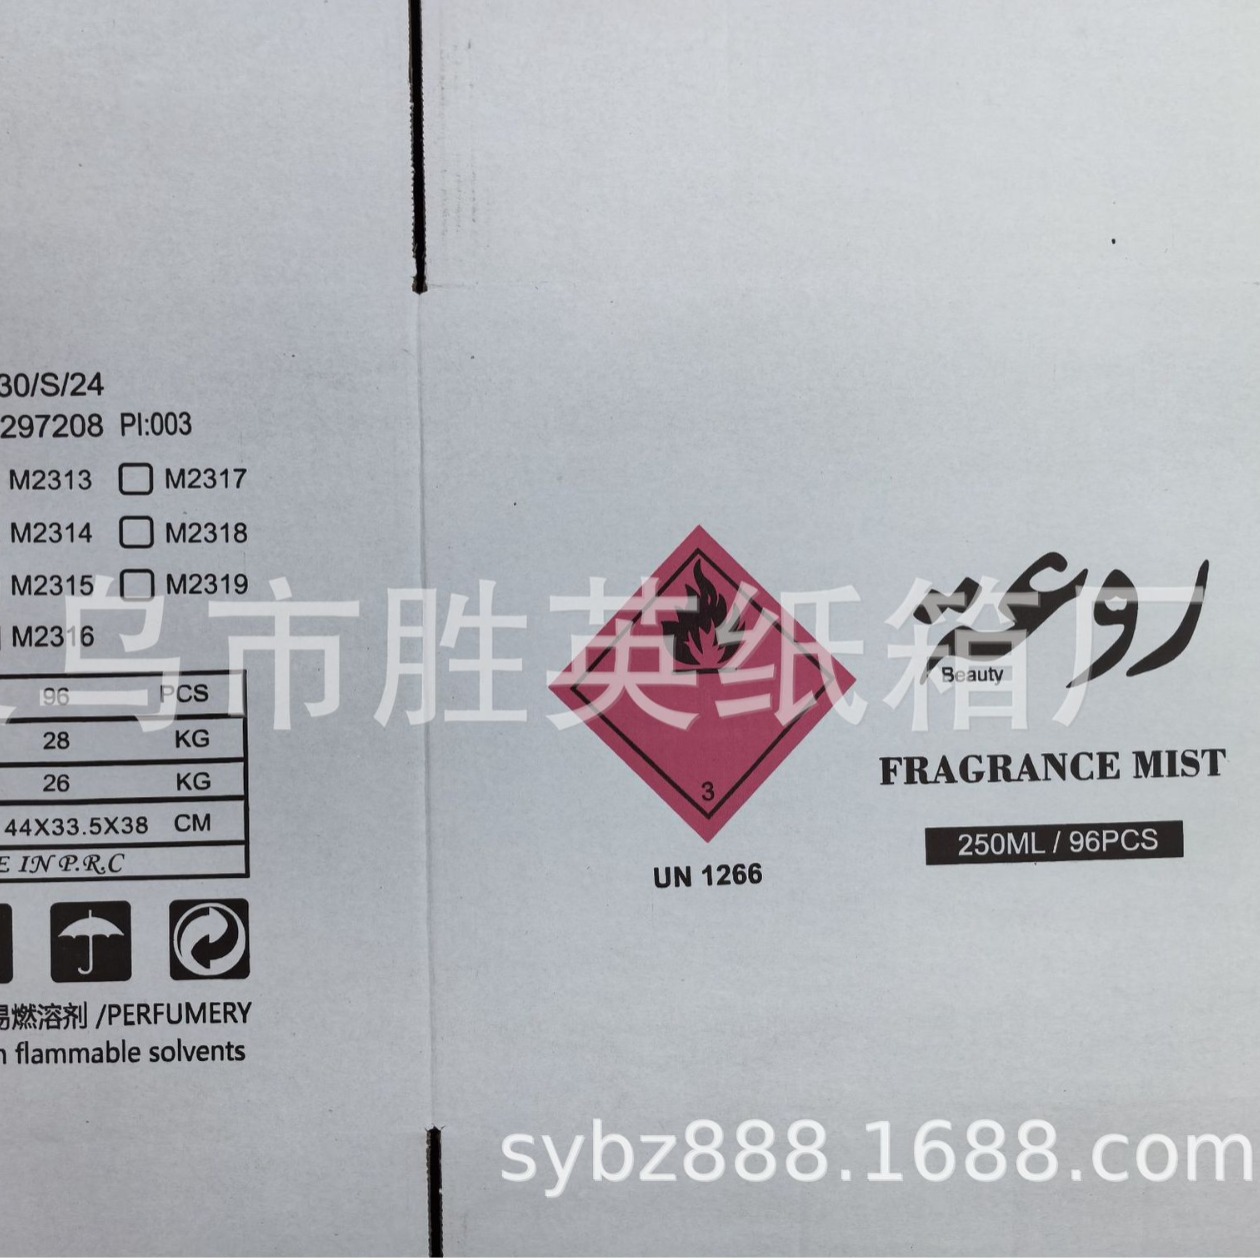 30/S/24
297208 PI:003
M2313 M2317
M2314 M2318
M2315 M2319
M2316
96 PCS
28 KG
26 KG
44X33.5X38 CM
IN P.R.C
燃溶剂 /PERFUMERY
flammable solvents
3
UN 1266
روعة
Beauty
FRAGRANCE MIST
250ML / 96PCS
乌市胜英纸箱厂
sybz888.1688.com